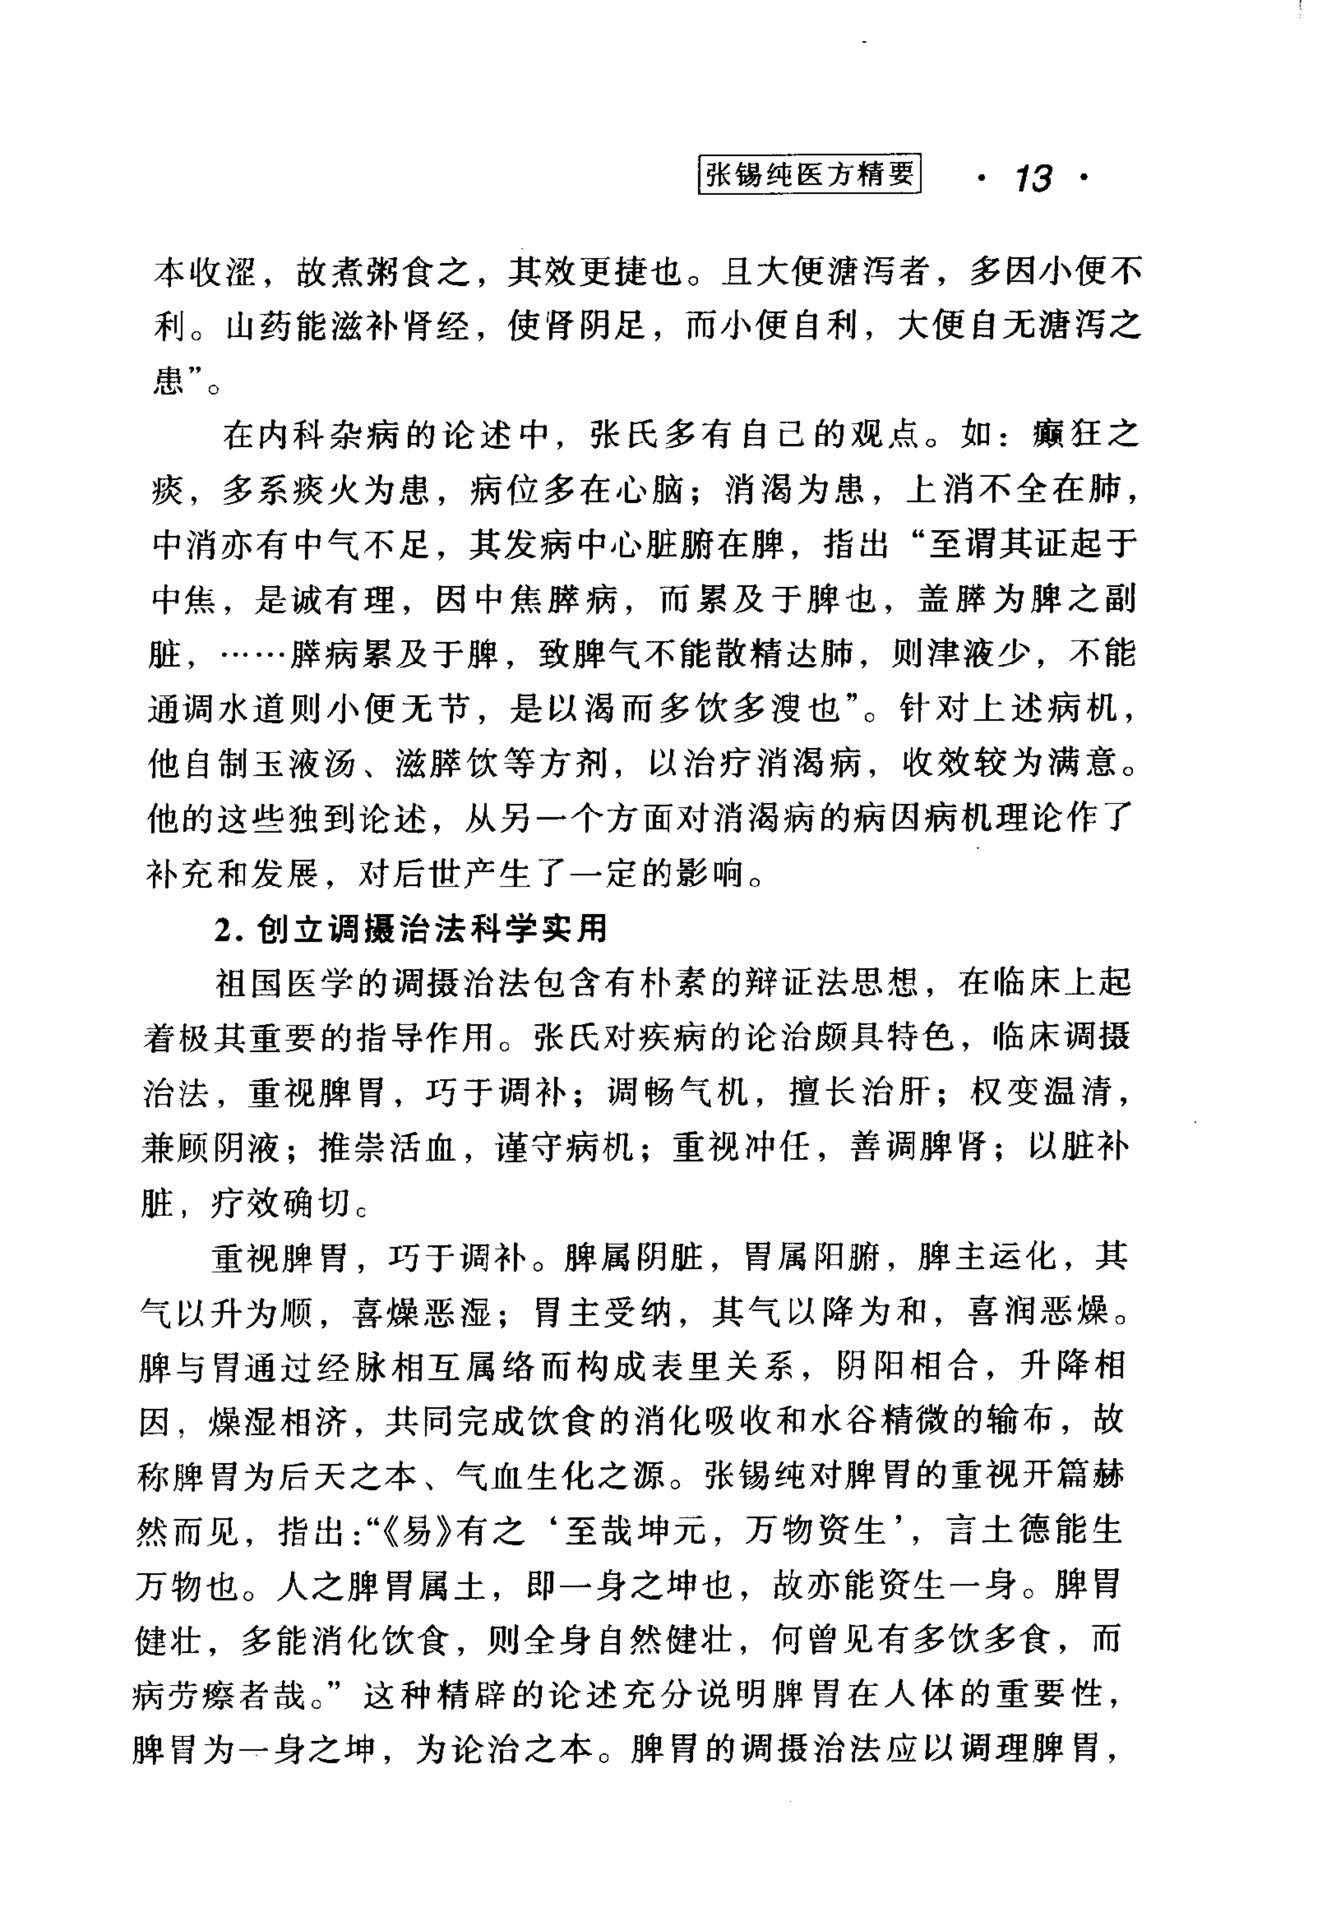 张锡纯医方精要 · 13 ·
本收涩，故煮粥食之，其效更捷也。且大便溏泻者，多因小便不
利。山药能滋补肾经，使肾阴足，而小便自利，大便自无溏泻之
患”。
在内科杂病的论述中，张氏多有自己的观点。如：癫狂之
痰，多系痰火为患，病位多在心脑；消渴为患，上消不全在肺，
中消亦有中气不足，其发病中心脏腑在脾，指出“至谓其证起于
中焦，是诚有理，因中焦膵病，而累及于脾也，盖膵为脾之副
脏，……膵病累及于脾，致脾气不能散精达肺，则津液少，不能
通调水道则小便无节，是以渴而多饮多溲也”。针对上述病机，
他自制玉液汤、滋膵饮等方剂，以治疗消渴病，收效较为满意。
他的这些独到论述，从另一个方面对消渴病的病因病机理论作了
补充和发展，对后世产生了一定的影响。
2. 创立调摄治法科学实用
祖国医学的调摄治法包含有朴素的辩证法思想，在临床上起
着极其重要的指导作用。张氏对疾病的论治颇具特色，临床调摄
治法，重视脾胃，巧于调补；调畅气机，擅长治肝；权变温清，
兼顾阴液；推崇活血，谨守病机；重视冲任，善调脾肾；以脏补
脏，疗效确切。
重视脾胃，巧于调补。脾属阴脏，胃属阳腑，脾主运化，其
气以升为顺，喜燥恶湿；胃主受纳，其气以降为和，喜润恶燥。
脾与胃通过经脉相互属络而构成表里关系，阴阳相合，升降相
因，燥湿相济，共同完成饮食的消化吸收和水谷精微的输布，故
称脾胃为后天之本、气血生化之源。张锡纯对脾胃的重视开篇赫
然而见，指出：“《易》有之‘至哉坤元，万物资生’，言土德能生
万物也。人之脾胃属土，即一身之坤也，故亦能资生一身。脾胃
健壮，多能消化饮食，则全身自然健壮，何曾见有多饮多食，而
病劳瘵者哉。”这种精辟的论述充分说明脾胃在人体的重要性，
脾胃为一身之坤，为论治之本。脾胃的调摄治法应以调理脾胃，